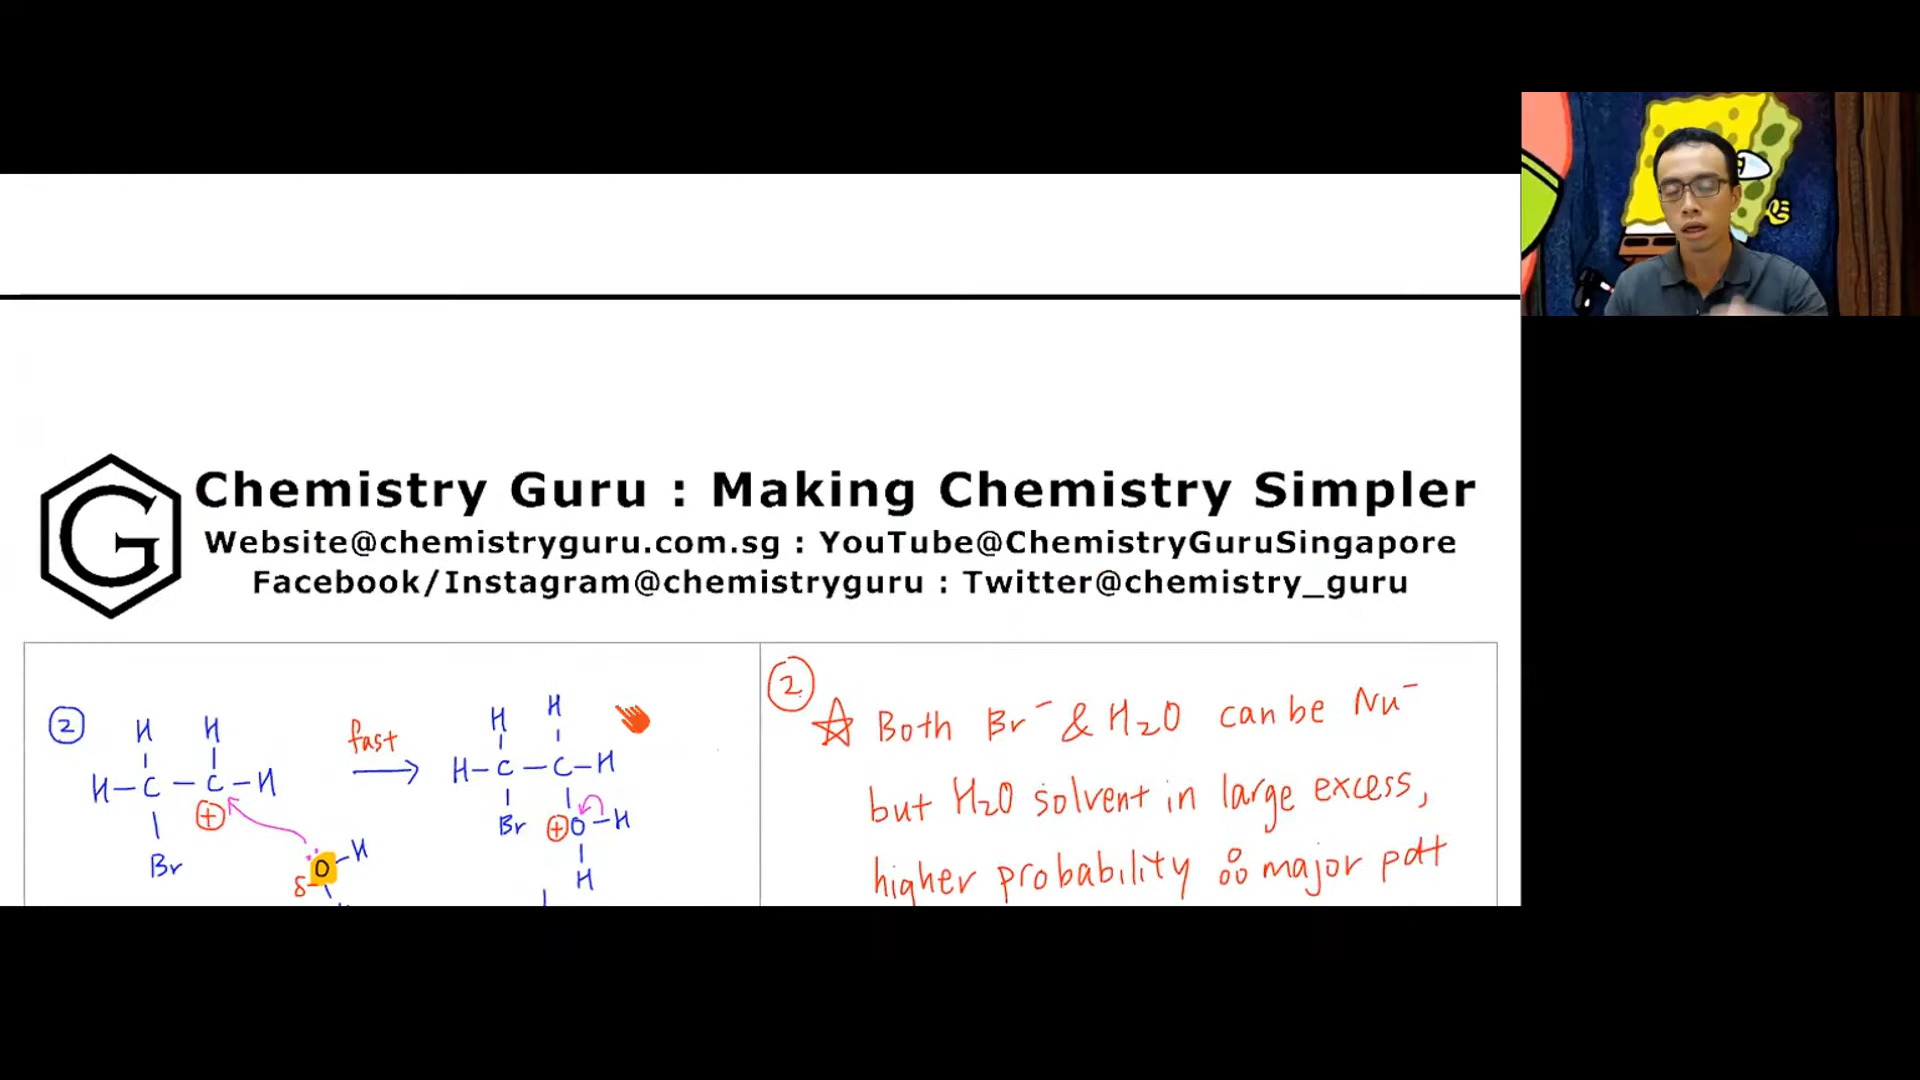 G
Chemistry Guru : Making Chemistry Simpler
Website@chemistryguru.com.sg : YouTube@ChemistryGuruSingapore
Facebook/Instagram@chemistryguru : Twitter@chemistry_guru
2
H H
H-C-C-H
+
Br
O-H
δ-
fast
H H
H-C-C-H
Br +O-H
H
2
☆ Both Br⁻ & H₂O can be Nu⁻
but H₂O solvent in large excess,
higher probability ∴ major pdt